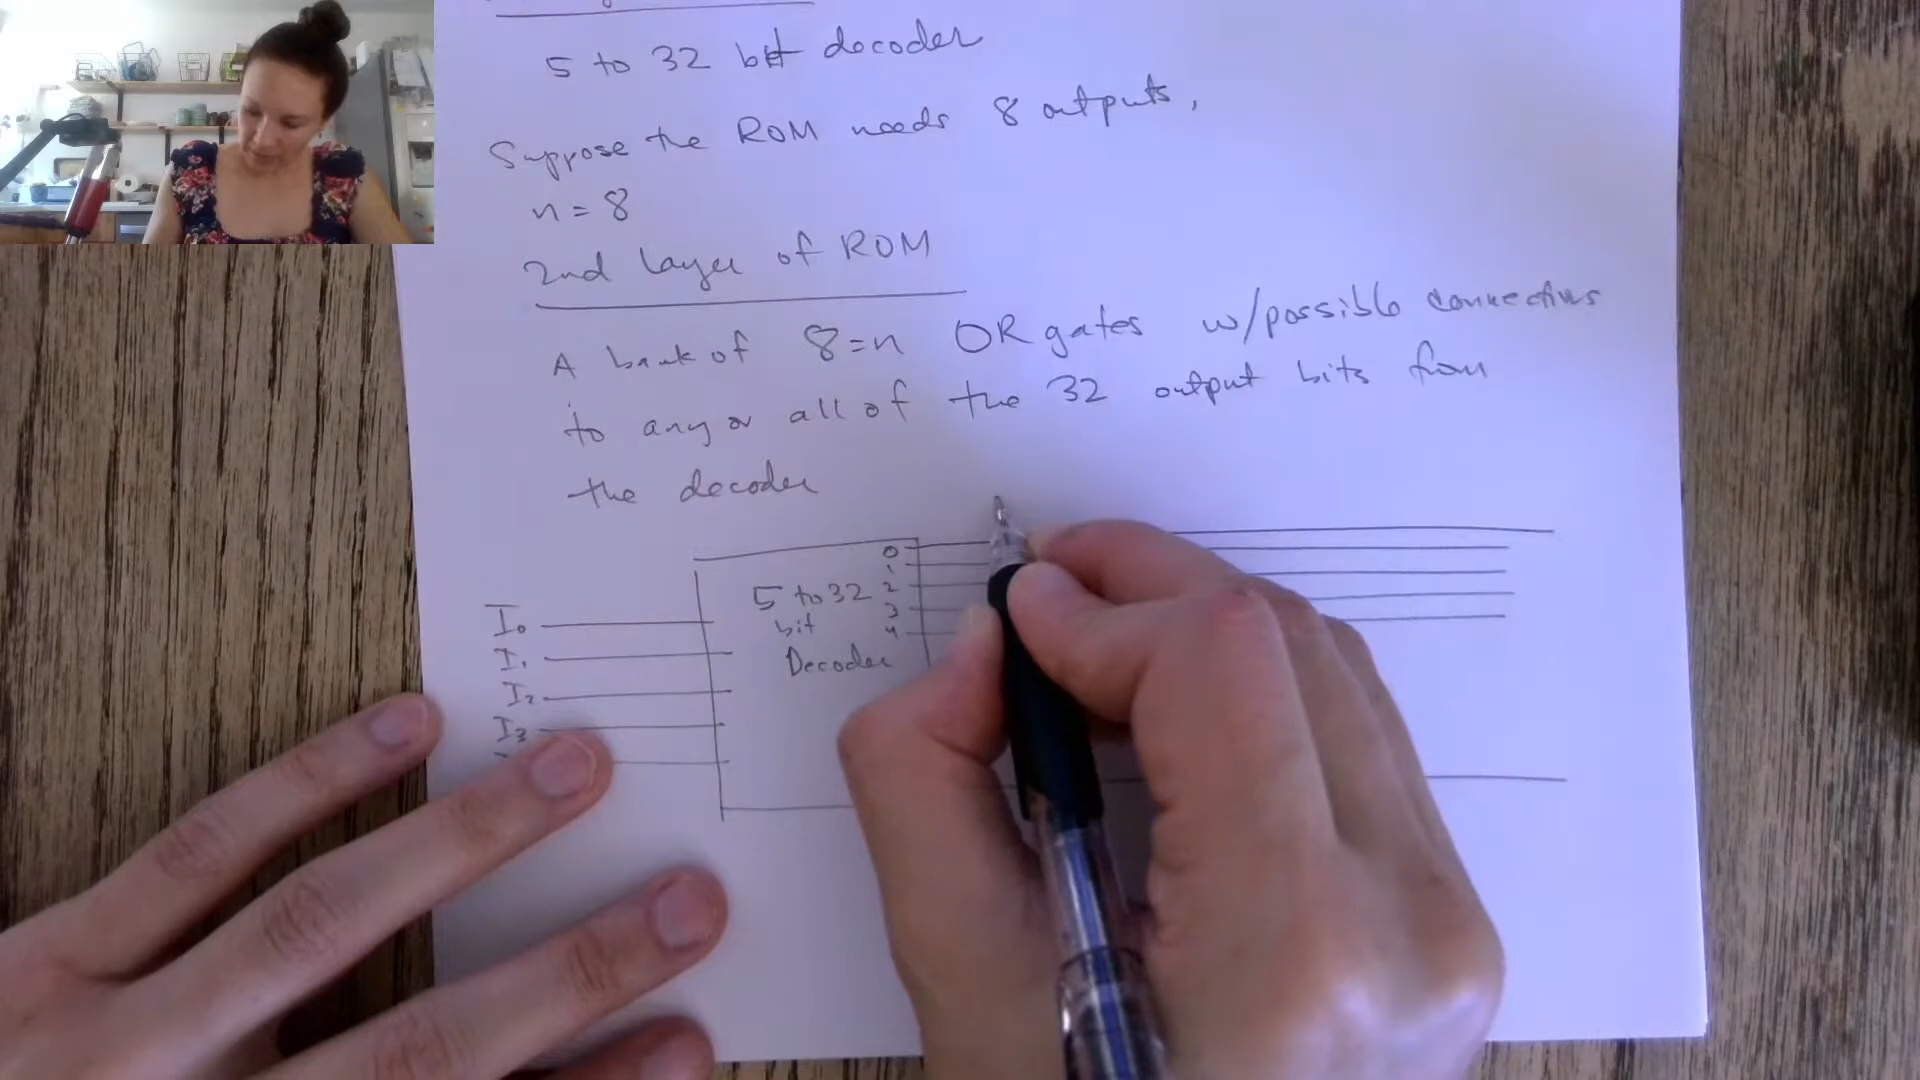 5 to 32 bit decoder
Suppose the ROM needs 8 outputs,
n = 8
2nd layer of ROM
A bank of 8=n OR gates w/possible connections
to any or all of the 32 output bits from
the decoder
0
1
5 to 32 2
bit 3
4
Decoder
I0
I1
I2
I3